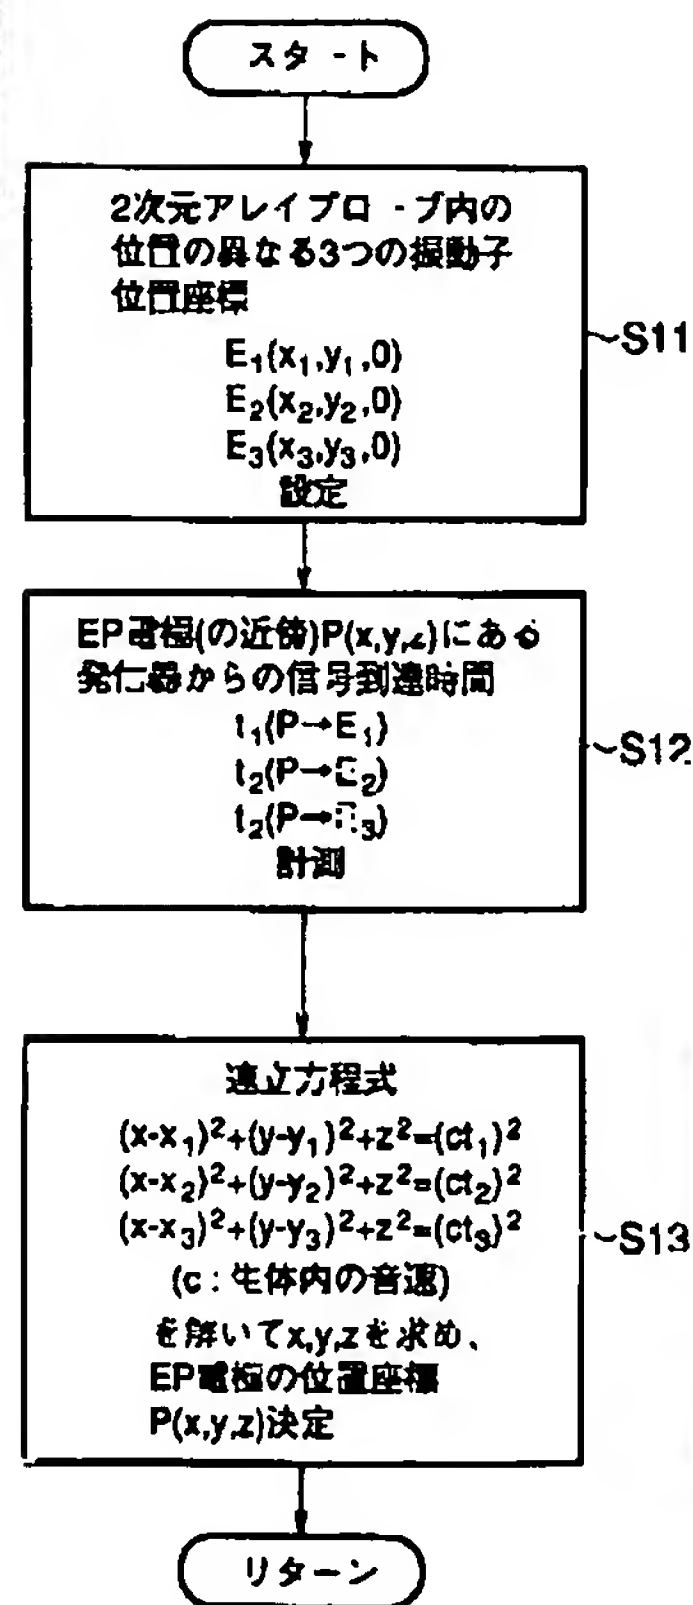 スタート
2次元アレイプローブ内の
位置の異なる3つの振動子
位置座標
E₁(x₁,y₁,0)
E₂(x₂,y₂,0)
E₃(x₃,y₃,0)
設定
S11
EP電極(の近傍)P(x,y,z)にある
発信器からの信号到達時間
t₁(P→E₁)
t₂(P→E₂)
t₂(P→E₃)
計測
S12
連立方程式
(x-x₁)²+(y-y₁)²+z²=(ct₁)²
(x-x₂)²+(y-y₂)²+z²=(ct₂)²
(x-x₃)²+(y-y₃)²+z²=(ct₃)²
(c:生体内の音速)
を解いてx,y,zを求め、
EP電極の位置座標
P(x,y,z)決定
S13
リターン